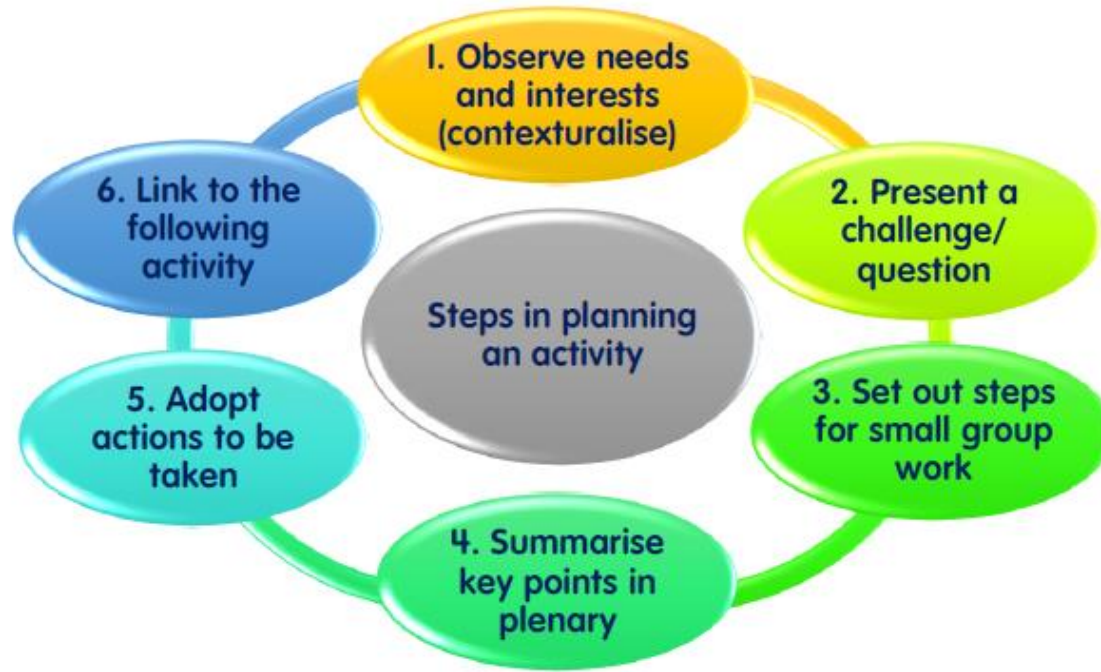 1. Observe needs
and interests
(contexturalise)
2. Present a
challenge/
question
3. Set out steps
for small group
work
4. Summarise
key points in
plenary
5. Adopt
actions to be
taken
6. Link to the
following
activity
Steps in planning
an activity